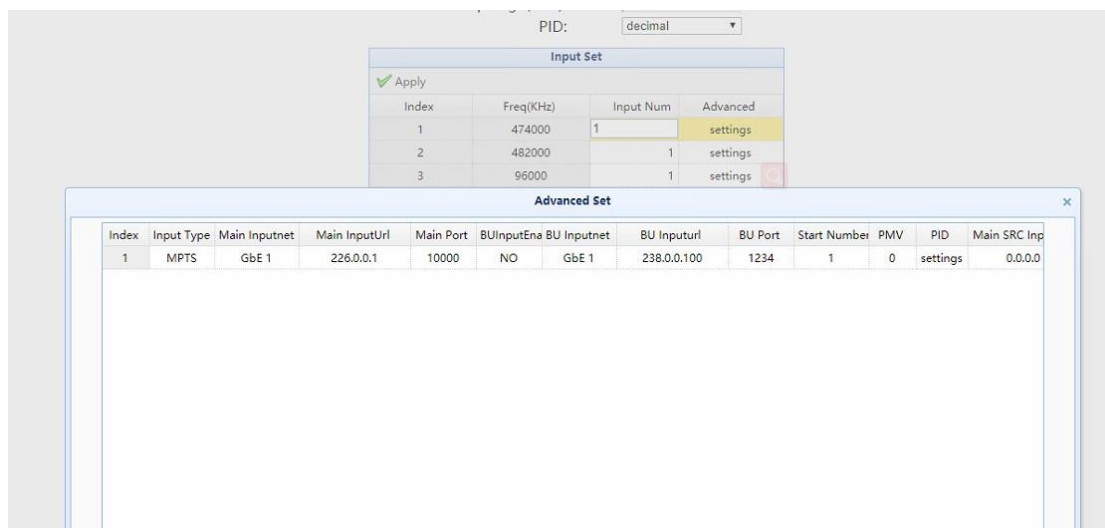 PID: decimal
Input Set
Apply
Index Freq(KHz) Input Num Advanced
1 474000 1 settings
2 482000 1 settings
3 96000 1 settings
Advanced Set
Index Input Type Main Inputnet Main InputUrl Main Port BUInputEna BU Inputnet BU Inputurl BU Port Start Number PMV PID Main SRC Inp
1 MPTS GbE 1 226.0.0.1 10000 NO GbE 1 238.0.0.100 1234 1 0 settings 0.0.0.0